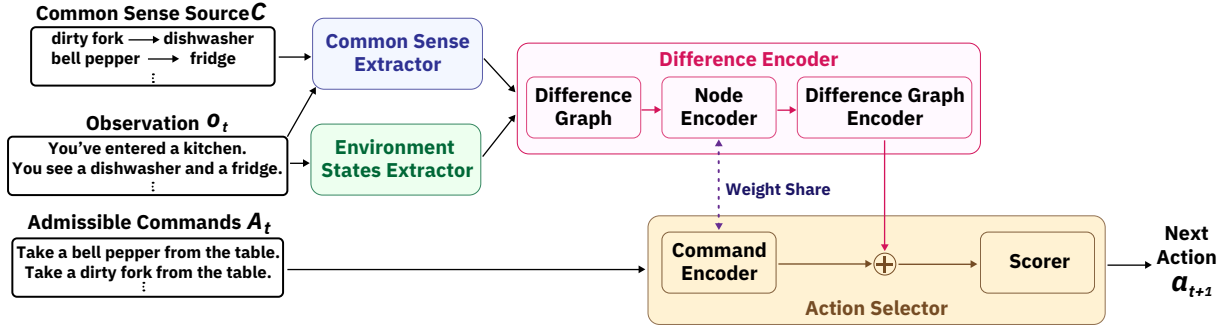 Common Sense Source C
dirty fork → dishwasher
bell pepper → fridge
⋮
Observation o_t
You've entered a kitchen.
You see a dishwasher and a fridge.
⋮
Admissible Commands A_t
Take a bell pepper from the table.
Take a dirty fork from the table.
⋮
Common Sense
Extractor
Environment
States Extractor
Difference Encoder
Difference
Graph
Node
Encoder
Difference Graph
Encoder
Weight Share
Command
Encoder
+
Scorer
Action Selector
Next
Action
a_{t+1}